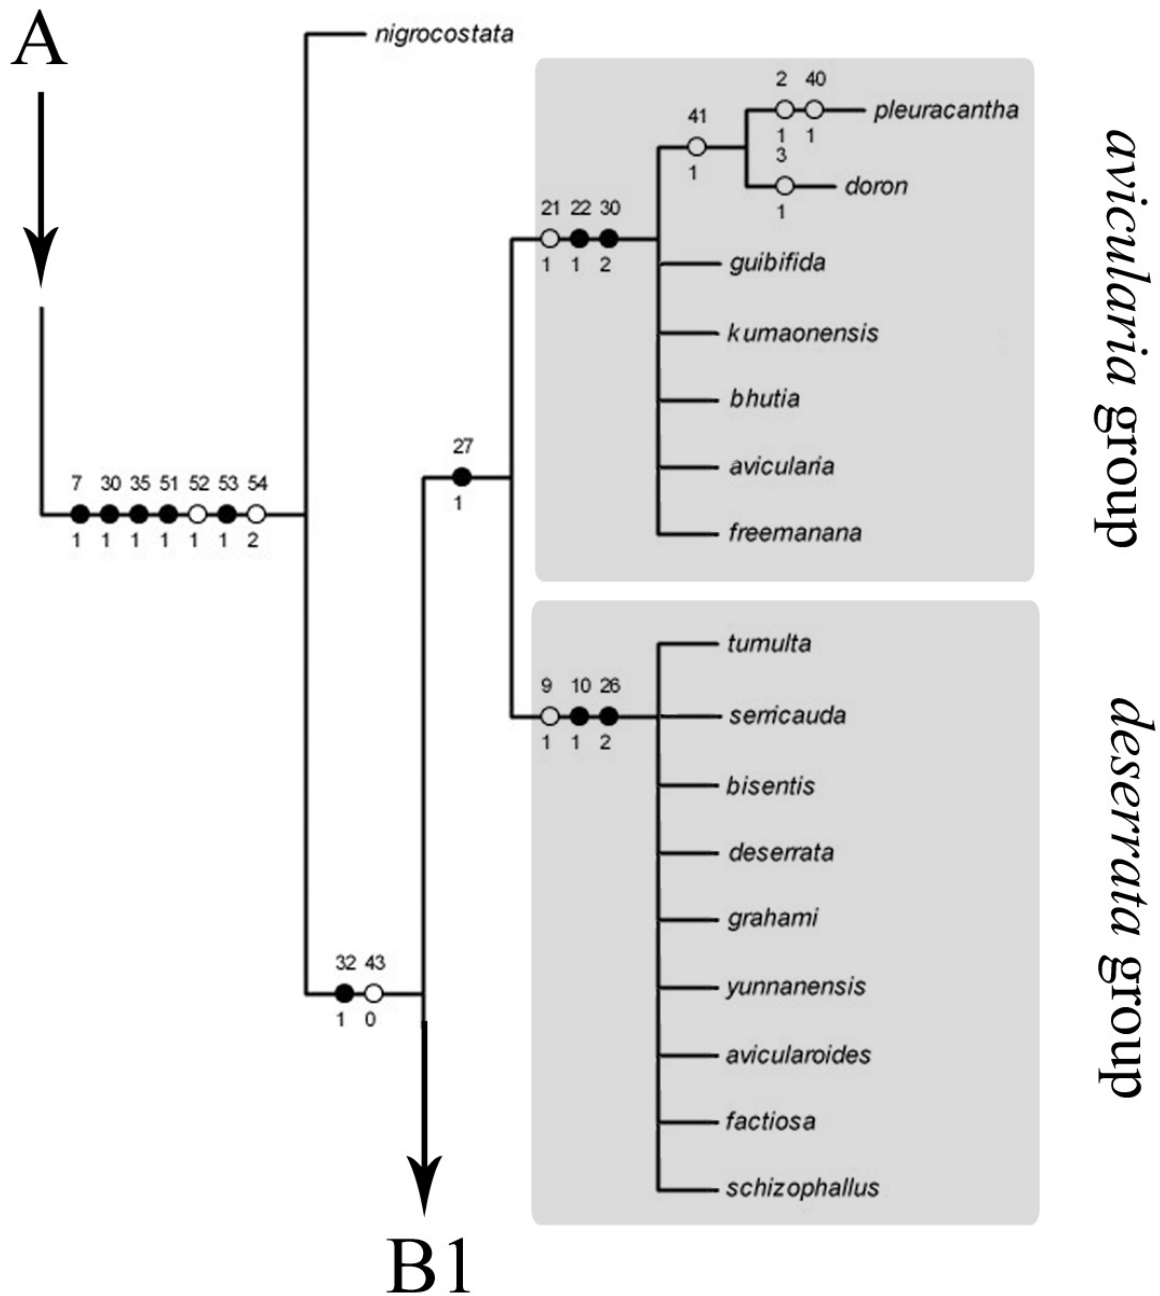 A
nigrocostata
2 40
pleuracantha
1 1
41
1
3
doron
1
21 22 30
1 1 2
guibifida
kumaonensis
bhutia
avicularia
freemanana
avicularia group
27
1
7 30 35 51 52 53 54
1 1 1 1 1 1 2
tumulta
9 10 26
1 1 2
serricauda
bisentis
deserrata
grahami
yunnanensis
avicularoides
factiosa
schizophallus
deserrata group
32 43
1 0
B1